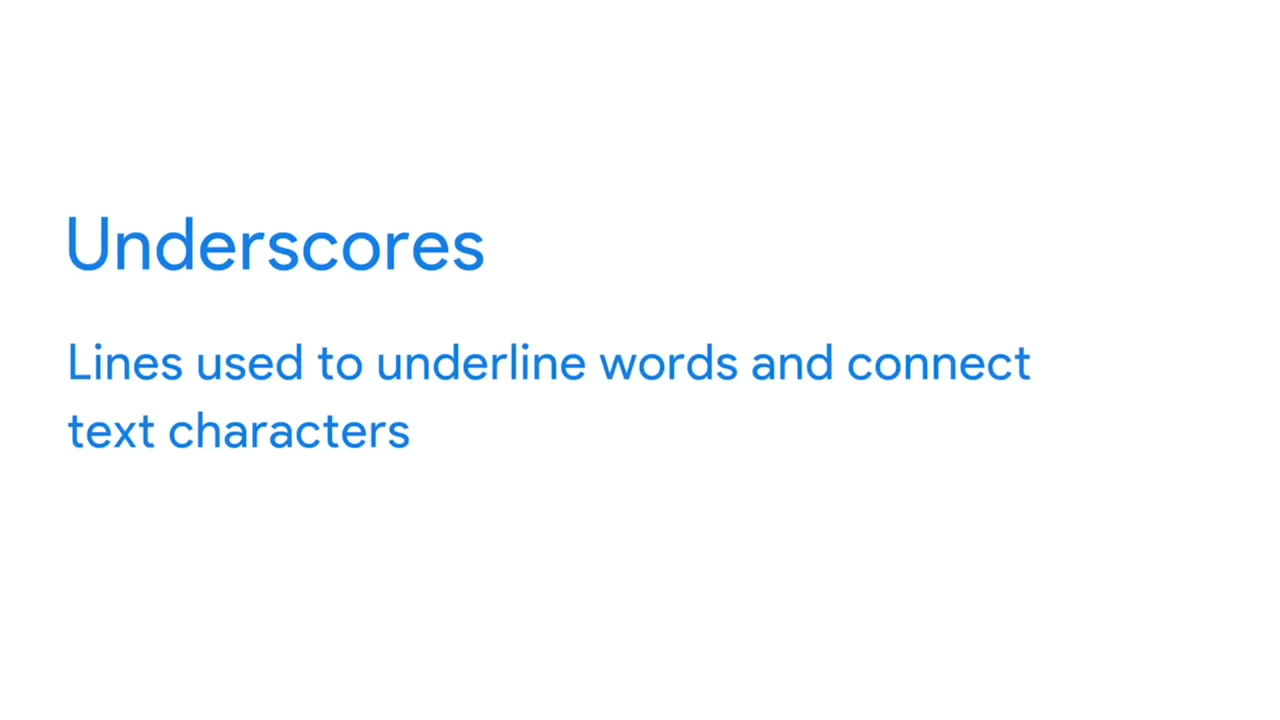 Underscores
Lines used to underline words and connect
text characters